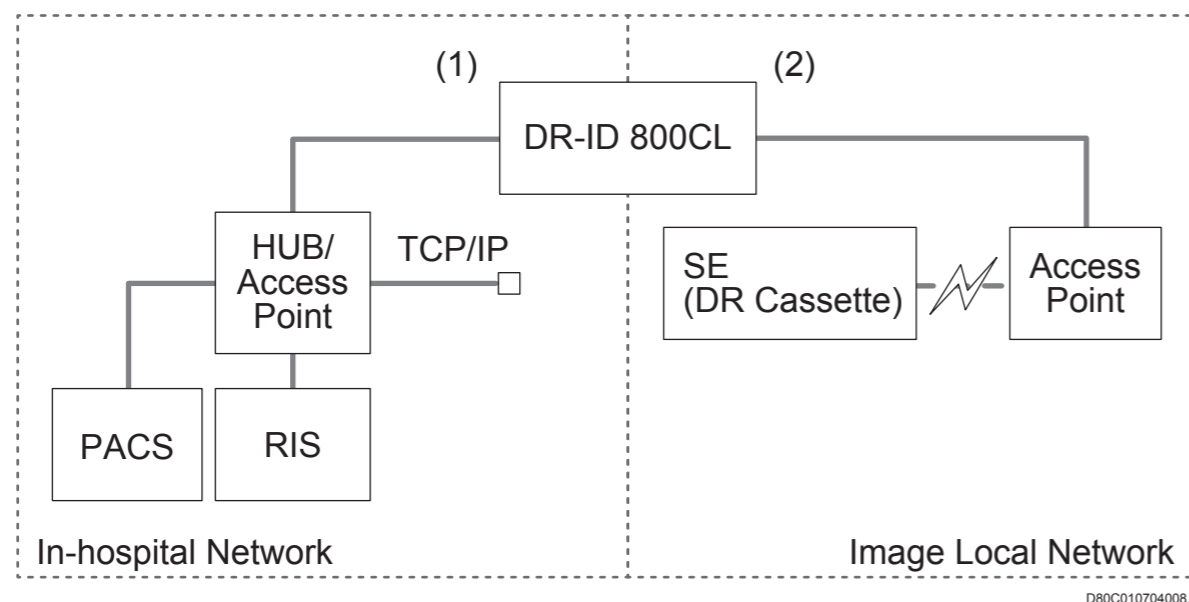 (1)
(2)
DR-ID 800CL
HUB/
Access
Point
TCP/IP
SE
(DR Cassette)
Access
Point
PACS
RIS
In-hospital Network
Image Local Network
D80C010704008.